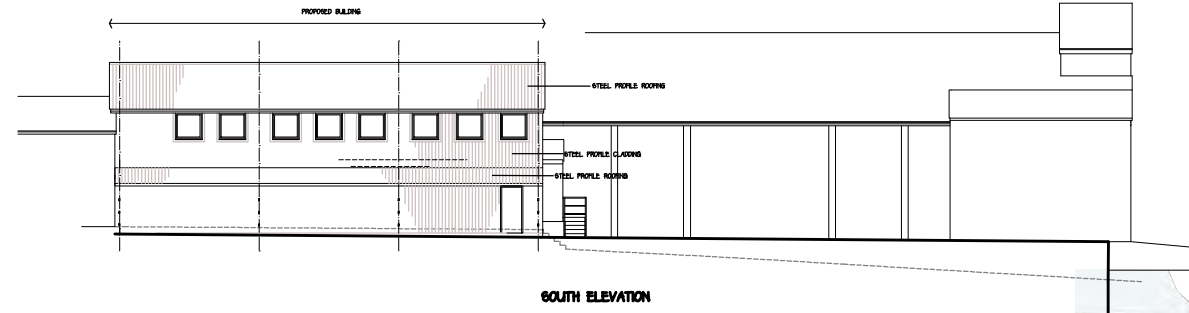 PROPOSED BUILDING
STEEL PROFILE ROOFING
STEEL PROFILE CLADDING
STEEL PROFILE ROOFING
SOUTH ELEVATION